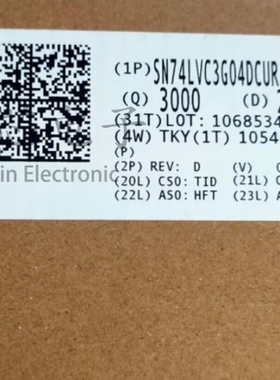 (1P)SN74LVC3G04DCUR
(Q) 3000 (D)
(31T)LOT: 1068534
(4W) TKY(1T) 1054
(P)
(2P) REV: D (V)
in Electronic
(20L) CSO: TID (21L)
(22L) ASO: HFT (23L)